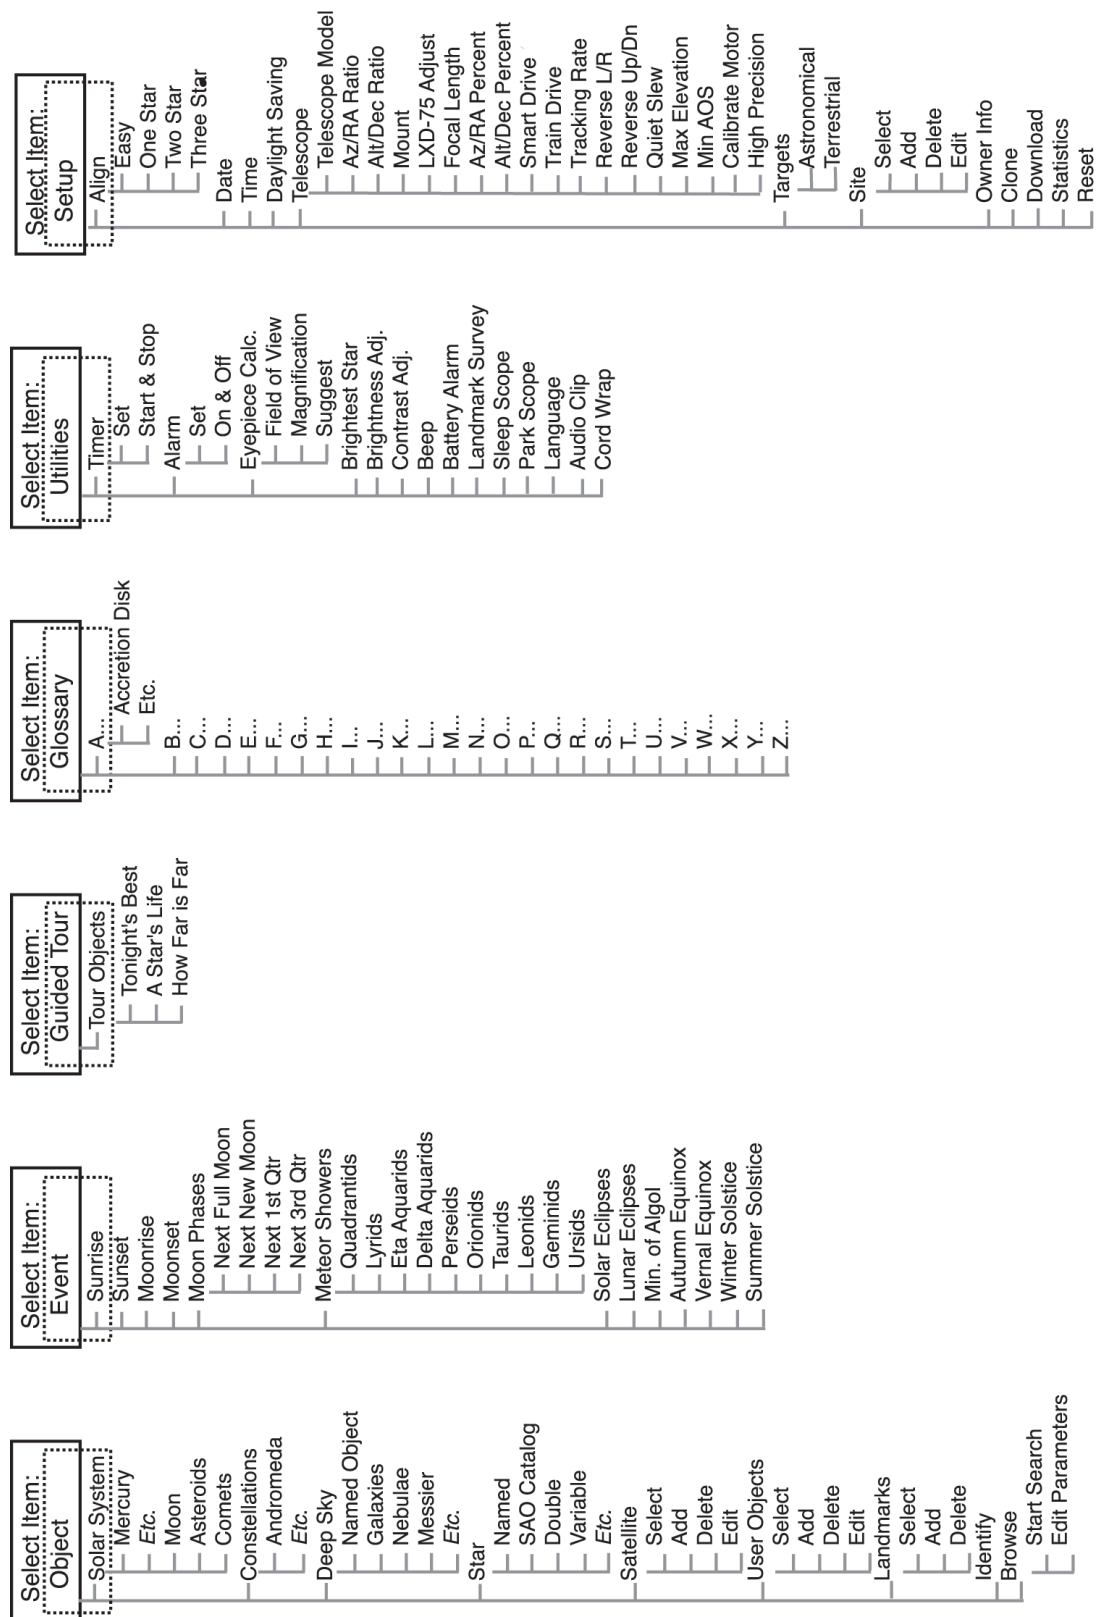 Select Item:
Object
Solar System
Mercury
Etc.
Moon
Asteroids
Comets
Constellations
Andromeda
Etc.
Deep Sky
Named Object
Galaxies
Nebulae
Messier
Etc.
Star
Named
SAO Catalog
Double
Variable
Etc.
Satellite
Select
Add
Delete
Edit
User Objects
Select
Add
Delete
Edit
Landmarks
Select
Add
Delete
Identify
Browse
Start Search
Edit Parameters
Select Item:
Event
Sunrise
Sunset
Moonrise
Moonset
Moon Phases
Next Full Moon
Next New Moon
Next 1st Qtr
Next 3rd Qtr
Meteor Showers
Quadrantids
Lyrids
Eta Aquarids
Delta Aquarids
Perseids
Orionids
Taurids
Leonids
Geminids
Ursids
Solar Eclipses
Lunar Eclipses
Min. of Algol
Autumn Equinox
Vernal Equinox
Winter Solstice
Summer Solstice
Select Item:
Guided Tour
Tour Objects
Tonight's Best
A Star's Life
How Far is Far
Select Item:
Glossary
A...
Accretion Disk
Etc.
B...
C...
D...
E...
F...
G...
H...
I...
J...
K...
L...
M...
N...
O...
P...
Q...
R...
S...
T...
U...
V...
W...
X...
Y...
Z...
Select Item:
Utilities
Timer
Set
Start & Stop
Alarm
Set
On & Off
Eyepiece Calc.
Field of View
Magnification
Suggest
Brightest Star
Brightness Adj.
Contrast Adj.
Beep
Battery Alarm
Landmark Survey
Sleep Scope
Park Scope
Language
Audio Clip
Cord Wrap
Select Item:
Setup
Align
Easy
One Star
Two Star
Three Star
Date
Time
Daylight Saving
Telescope
Telescope Model
Az/RA Ratio
Alt/Dec Ratio
Mount
LXD-75 Adjust
Focal Length
Az/RA Percent
Alt/Dec Percent
Smart Drive
Train Drive
Tracking Rate
Reverse L/R
Reverse Up/Dn
Quiet Slew
Max Elevation
Min AOS
Calibrate Motor
High Precision
Targets
Astronomical
Terrestrial
Site
Select
Add
Delete
Edit
Owner Info
Clone
Download
Statistics
Reset